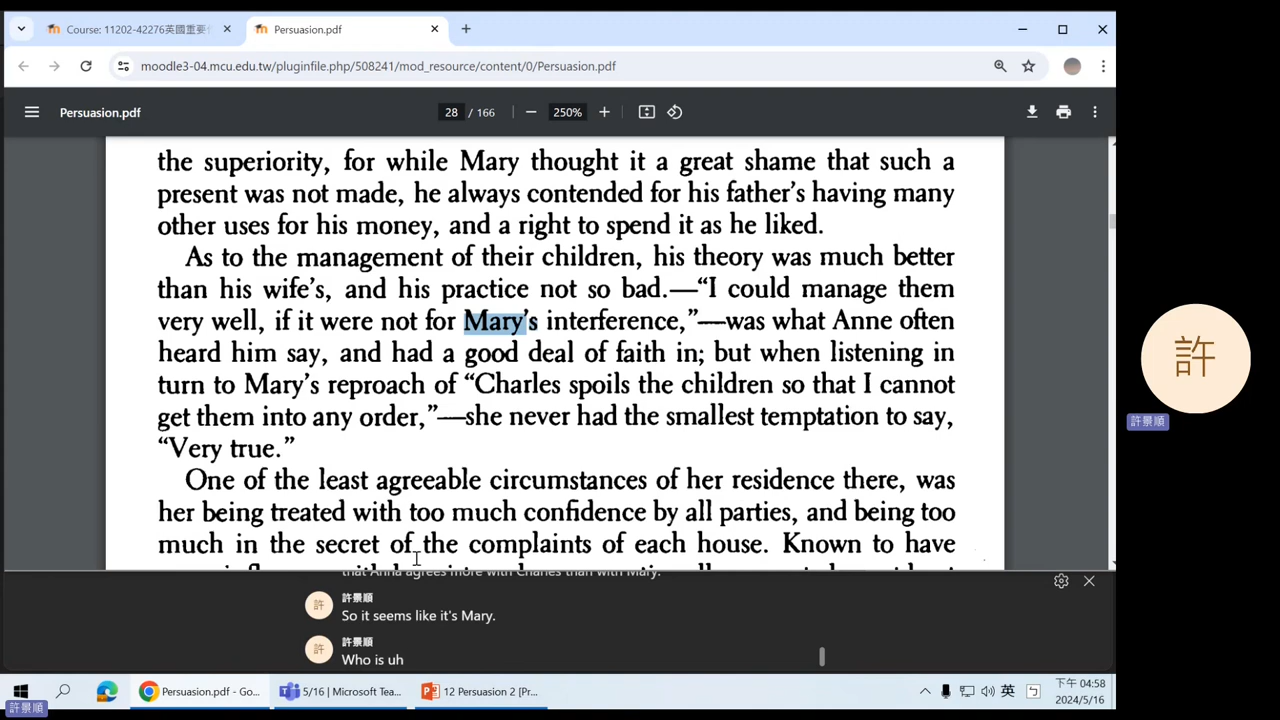 Course: 11202-42276英國重要
Persuasion.pdf
moodle3-04.mcu.edu.tw/pluginfile.php/508241/mod_resource/content/0/Persuasion.pdf
Persuasion.pdf
28 / 166
250%
the superiority, for while Mary thought it a great shame that such a
present was not made, he always contended for his father's having many
other uses for his money, and a right to spend it as he liked.
As to the management of their children, his theory was much better
than his wife's, and his practice not so bad.—"I could manage them
very well, if it were not for Mary's interference,"—was what Anne often
heard him say, and had a good deal of faith in; but when listening in
turn to Mary's reproach of "Charles spoils the children so that I cannot
get them into any order,"—she never had the smallest temptation to say,
"Very true."
One of the least agreeable circumstances of her residence there, was
her being treated with too much confidence by all parties, and being too
much in the secret of the complaints of each house. Known to have
that Anna agrees more with Charles than with Mary.
許
許景順
So it seems like it's Mary.
許
許景順
Who is uh
許
許景順
Persuasion.pdf - Go...
5/16 | Microsoft Tea...
12 Persuasion 2 [Pr...
英
下午 04:58
2024/5/16
許景順